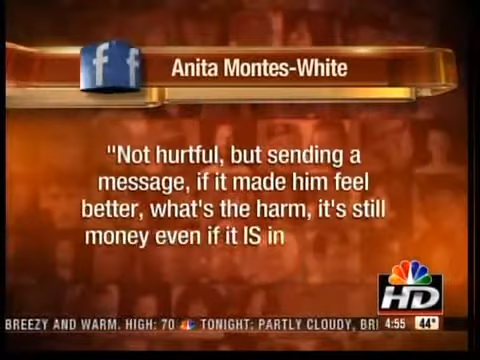 f f
Anita Montes-White
"Not hurtful, but sending a
message, if it made him feel
better, what's the harm, it's still
money even if it IS in
HD
BREEZY AND WARM. HIGH: 70 TONIGHT: PARTLY CLOUDY, BRI 4:55 44°